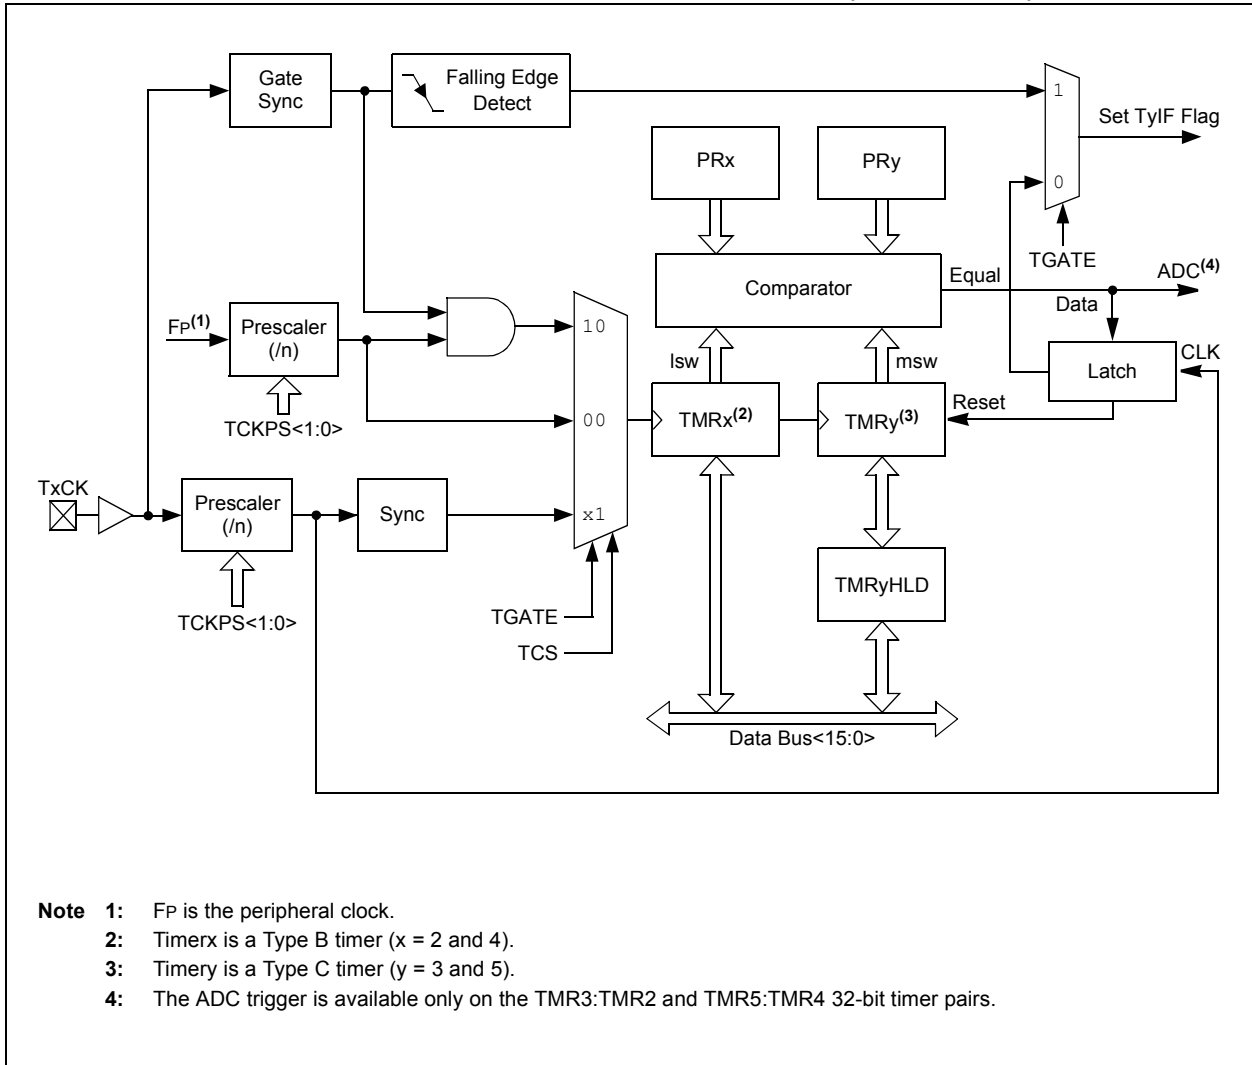 Gate
Sync
Falling Edge
Detect
1
Set TyIF Flag
PRx
PRy
0
TGATE
ADC(4)
Equal
Data
Comparator
FP(1)
Prescaler
(/n)
10
lsw
msw
CLK
Latch
TCKPS<1:0>
00
TMRx(2)
TMRy(3)
Reset
TxCK
Prescaler
(/n)
Sync
x1
TMRyHLD
TCKPS<1:0>
TGATE
TCS
Data Bus<15:0>
Note 1: FP is the peripheral clock.
2: Timerx is a Type B timer (x = 2 and 4).
3: Timery is a Type C timer (y = 3 and 5).
4: The ADC trigger is available only on the TMR3:TMR2 and TMR5:TMR4 32-bit timer pairs.